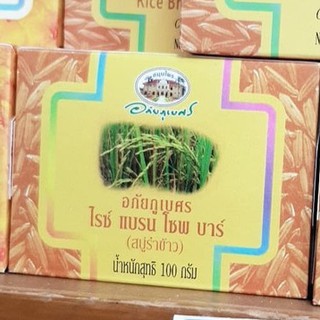 Rice Br
อภัยภูเบศร
อภัยภูเบศร
ไรซ์ แบรน โซพ บาร์
(สบู่รำข้าว)
น้ำหนักสุทธิ 100 กรัม